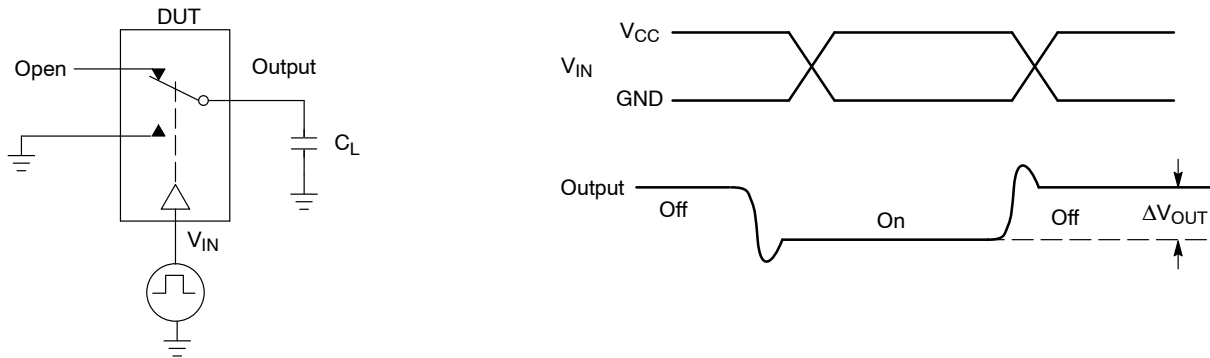 DUT
Open
Output
C_L
V_IN
V_CC
V_IN
GND
Output
Off
On
Off
ΔV_OUT